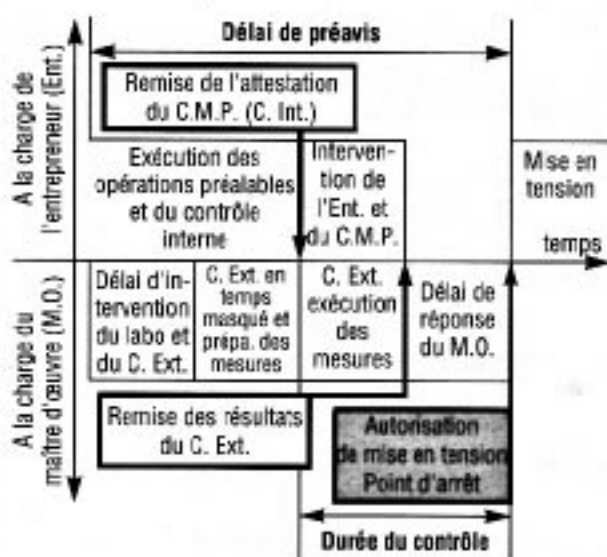 Délai de préavis
A la charge de
l'entrepreneur (Ent.)
Remise de l'attestation
du C.M.P. (C. Int.)
Exécution des
opérations préalables
et du contrôle
interne
Interven-
tion de
l'Ent. et
du C.M.P.
Mise en
tension
temps
A la charge du
maître d'œuvre (M.O.)
Délai d'in-
tervention
du labo et
du C. Ext.
C. Ext. en
temps
masqué et
prépa. des
mesures
C. Ext.
exécution
des
mesures
Délai de
réponse
du M.O.
Remise des résultats
du C. Ext.
Autorisation
de mise en tension
Point d'arrêt
Durée du contrôle